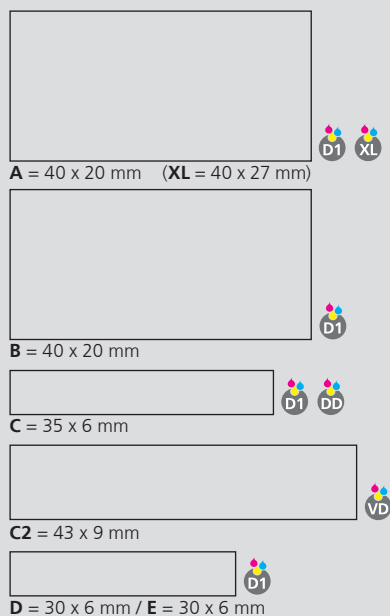 D1 XL
A = 40 x 20 mm (XL = 40 x 27 mm)
D1
B = 40 x 20 mm
D1 DD
C = 35 x 6 mm
VD
C2 = 43 x 9 mm
D1
D = 30 x 6 mm / E = 30 x 6 mm